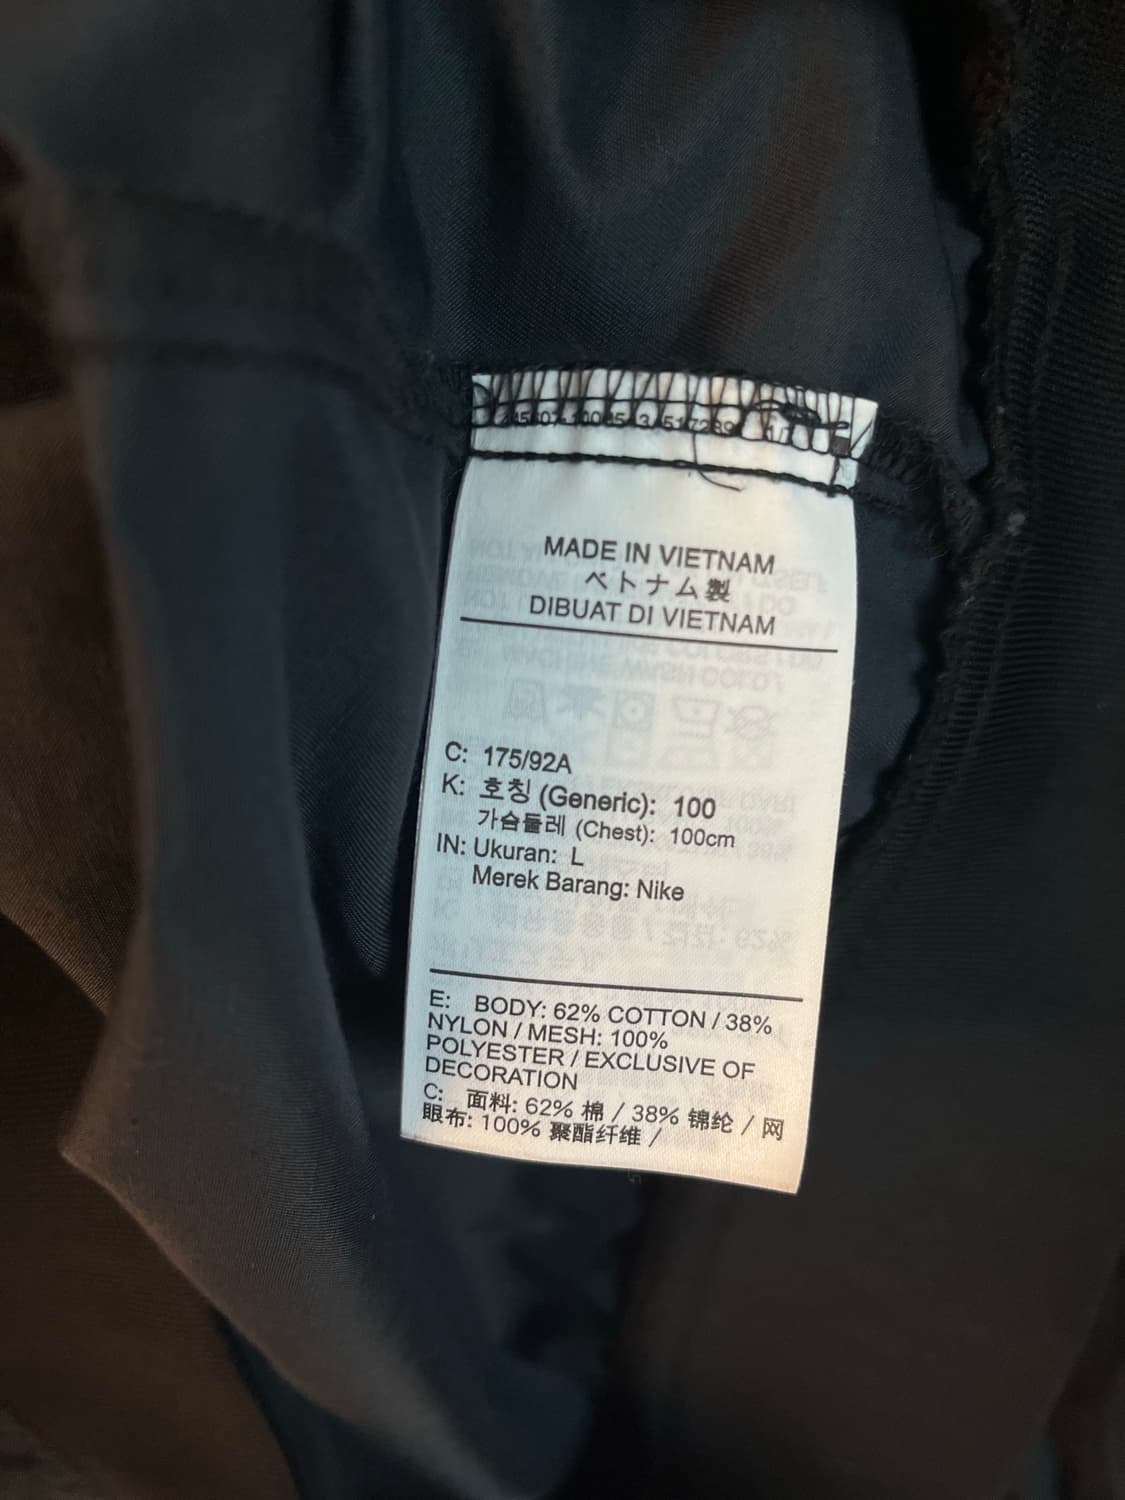 MADE IN VIETNAM
ベトナム製
DIBUAT DI VIETNAM
C: 175/92A
K: 호칭 (Generic): 100
가슴둘레 (Chest): 100cm
IN: Ukuran: L
Merek Barang: Nike
E: BODY: 62% COTTON / 38%
NYLON / MESH: 100%
POLYESTER / EXCLUSIVE OF
DECORATION
C: 面料: 62% 棉 / 38% 锦纶 / 网
眼布: 100% 聚酯纤维 /